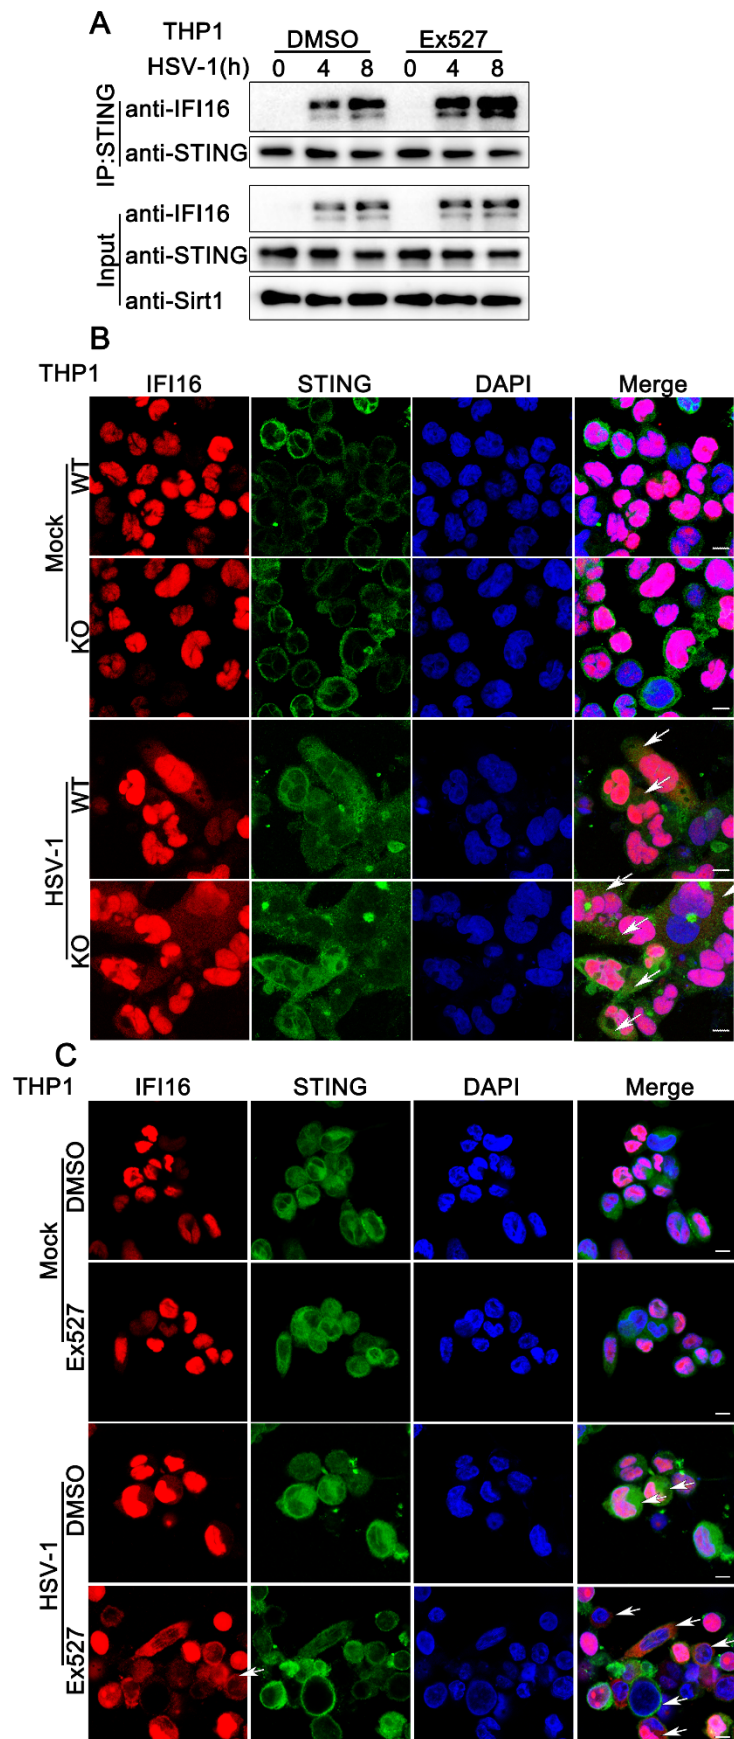 A
THP1 DMSO Ex527
HSV-1(h) 0 4 8 0 4 8
IP:STING
anti-IFI16
anti-STING
Input
anti-IFI16
anti-STING
anti-Sirt1
B
THP1 IFI16 STING DAPI Merge
Mock
WT
KO
HSV-1
WT
KO
C
THP1 IFI16 STING DAPI Merge
Mock
DMSO
Ex527
HSV-1
DMSO
Ex527